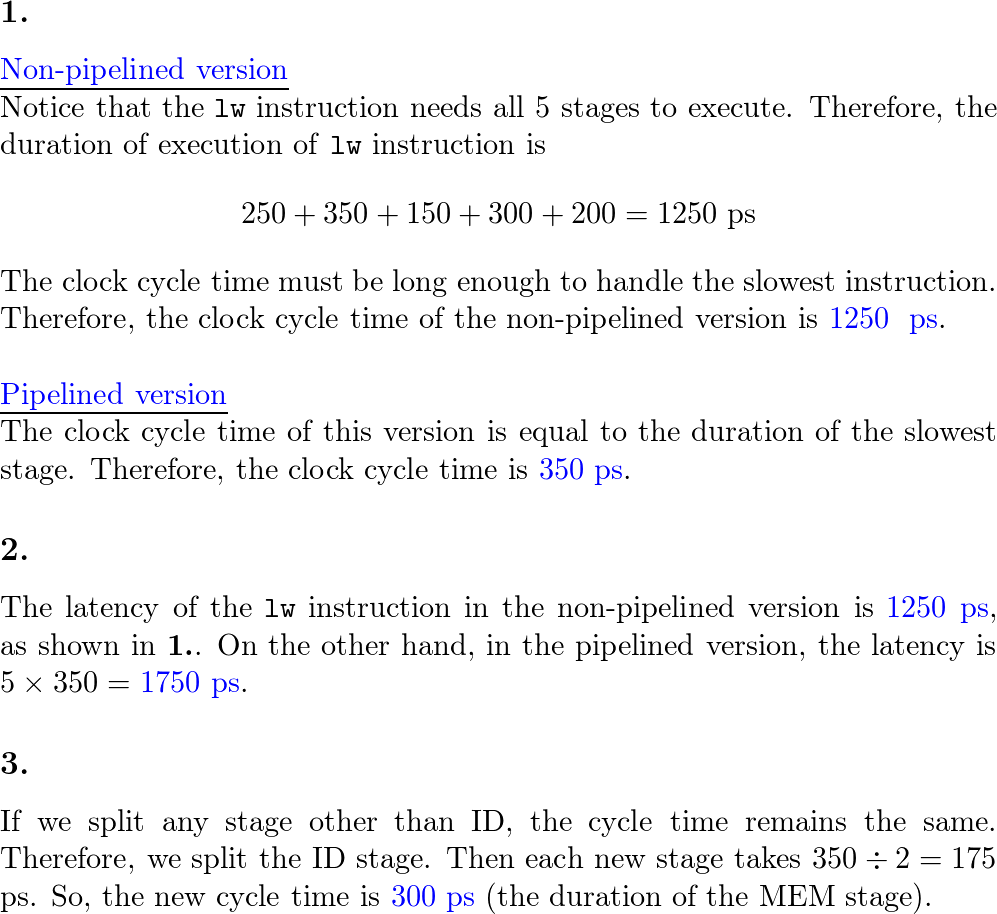 1.
Non-pipelined version
Notice that the lw instruction needs all 5 stages to execute. Therefore, the
duration of execution of lw instruction is
250 + 350 + 150 + 300 + 200 = 1250 ps
The clock cycle time must be long enough to handle the slowest instruction.
Therefore, the clock cycle time of the non-pipelined version is 1250 ps.
Pipelined version
The clock cycle time of this version is equal to the duration of the slowest
stage. Therefore, the clock cycle time is 350 ps.
2.
The latency of the lw instruction in the non-pipelined version is 1250 ps,
as shown in 1.. On the other hand, in the pipelined version, the latency is
5 × 350 = 1750 ps.
3.
If we split any stage other than ID, the cycle time remains the same.
Therefore, we split the ID stage. Then each new stage takes 350 ÷ 2 = 175
ps. So, the new cycle time is 300 ps (the duration of the MEM stage).